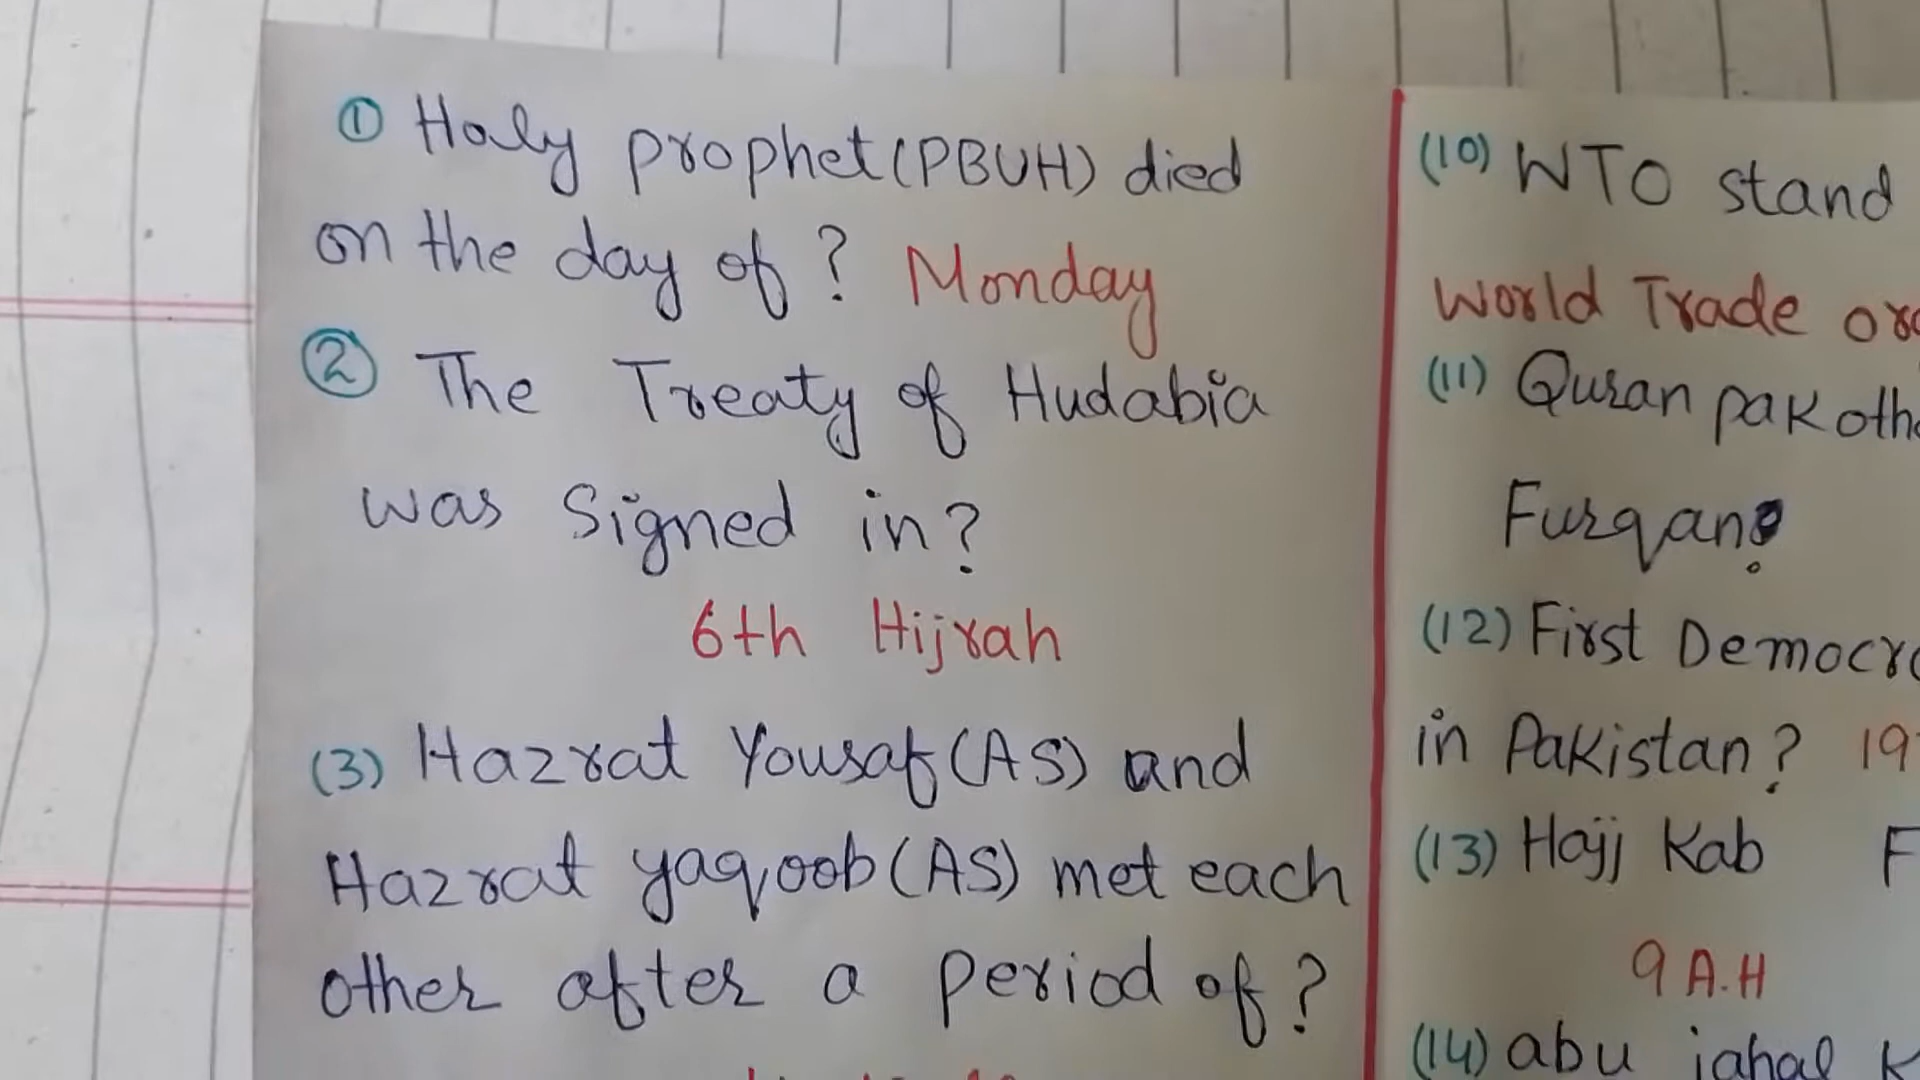 ① Holy prophet(PBUH) died
on the day of? Monday
② The Treaty of Hudabia
was Signed in?
6th Hijrah
(3) Hazrat Yousaf(AS) and
Hazrat yaqoob(AS) met each
other after a period of?
(10) WTO stand
World Trade
(11) Quran pak
Furqan?
(12) First
in Pakistan?
(13) Hajj Kab
9 A.H
(14) abu jahal